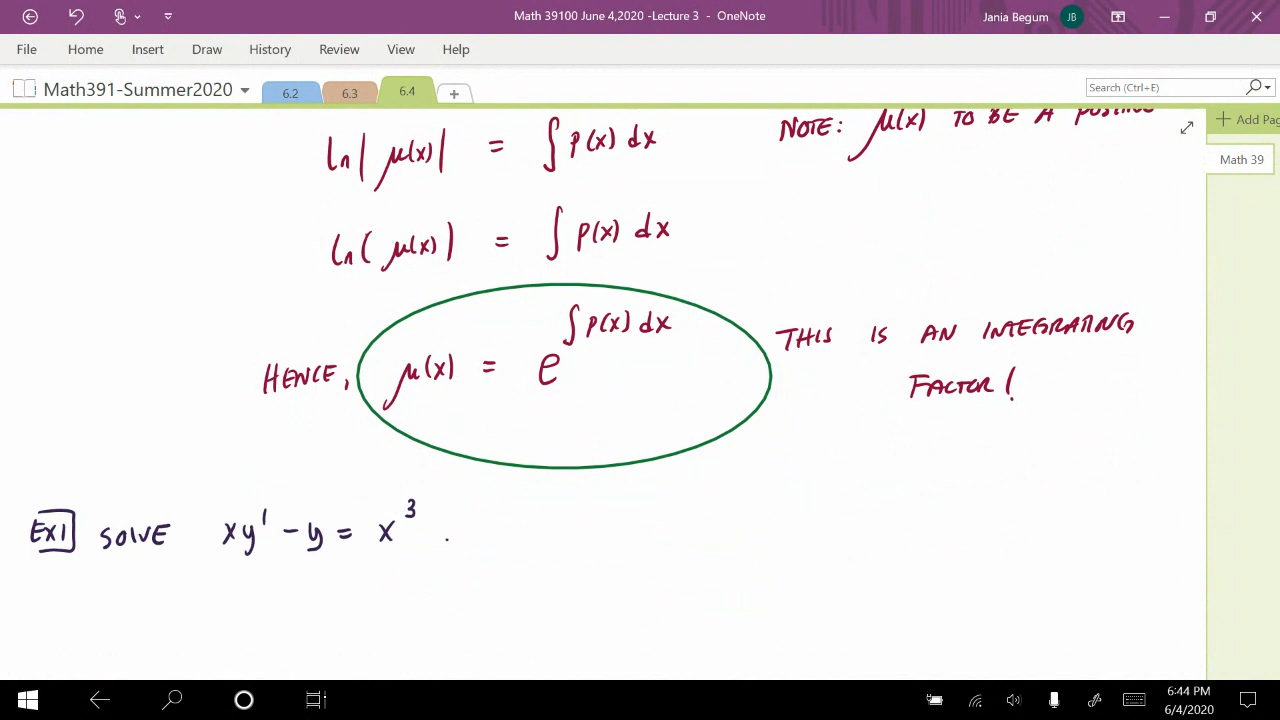 Math 39100 June 4,2020 -Lecture 3 - OneNote
Jania Begum JB
File Home Insert Draw History Review View Help
Math391-Summer2020 6.2 6.3 6.4
Search (Ctrl+E)
Add Pag
Math 39
ln|μ(x)| = ∫p(x) dx
NOTE: μ(x) TO BE A POSITIVE
ln(μ(x)) = ∫p(x) dx
HENCE, μ(x) = e^{∫p(x) dx}
THIS IS AN INTEGRATING
FACTOR!
EX1 SOLVE xy' - y = x³.
6:44 PM
6/4/2020